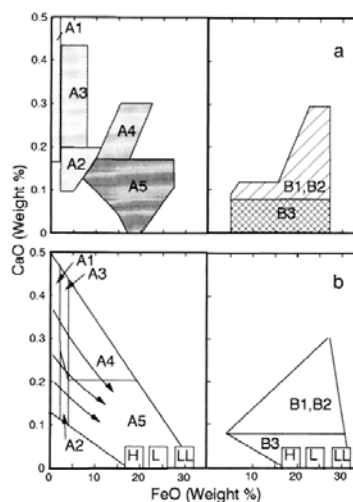 0.5
A1
a
0.4
A3
0.3
A4
0.2
A2
B1,B2
0.1
A5
B3
0
CaO (Weight %)
0.5
A1
A3
b
0.4
0.3
A4
0.2
A5
B1,B2
0.1
A2
B3
H L LL
H L LL
0
0 10 20 30
10 20 30
FeO (Weight %)